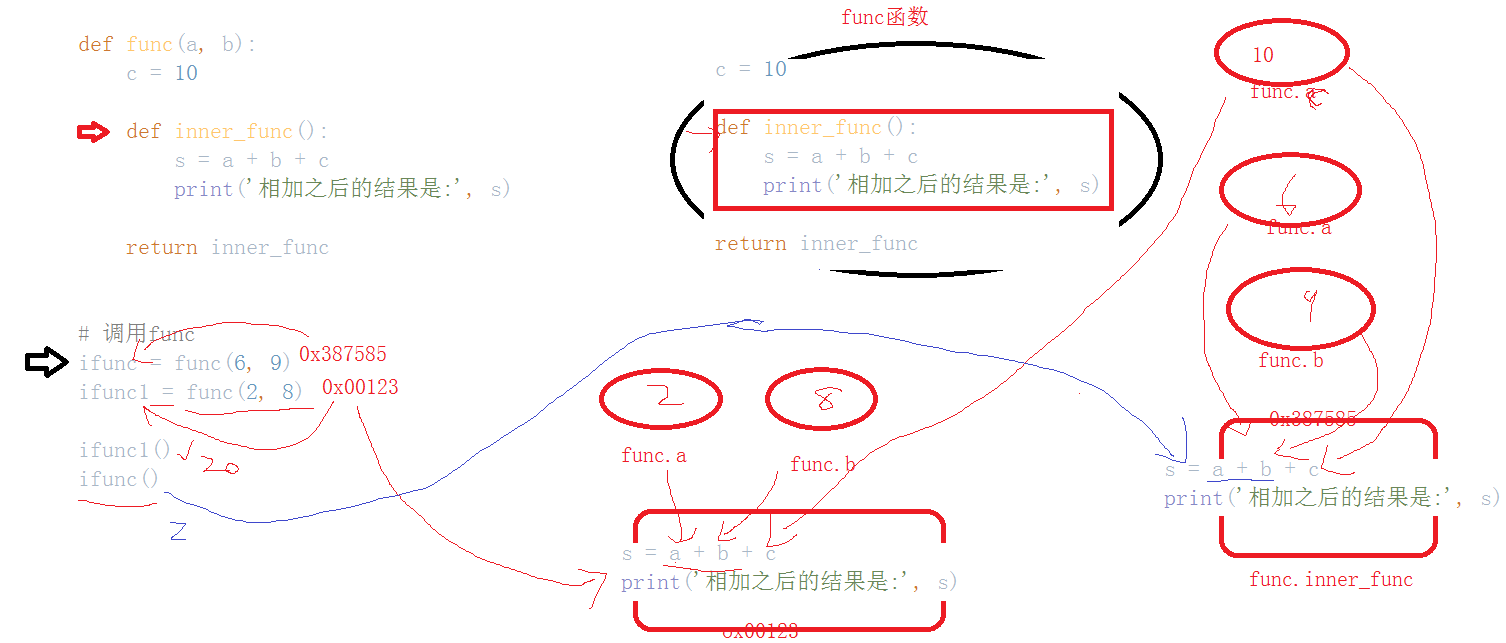 def func(a, b):
c = 10
def inner_func():
s = a + b + c
print('相加之后的结果是:', s)
return inner_func
# 调用func
ifunc = func(6, 9) 0x387585
ifunc1 = func(2, 8) 0x00123
ifunc1() 20
ifunc()
2
func函数
c = 10
def inner_func():
s = a + b + c
print('相加之后的结果是:', s)
return inner_func
2 8
func.a func.b
s = a + b + c
print('相加之后的结果是:', s)
0x00123
10
func.c
6
func.a
9
func.b
0x387585
s = a + b + c
print('相加之后的结果是:', s)
func.inner_func